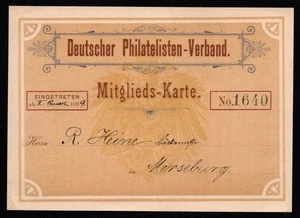 Deutscher Philatelisten-Verband.
Mitglieds-Karte.
EINGETRETEN
No. 1640
Herrn R. Heine
in Merseburg